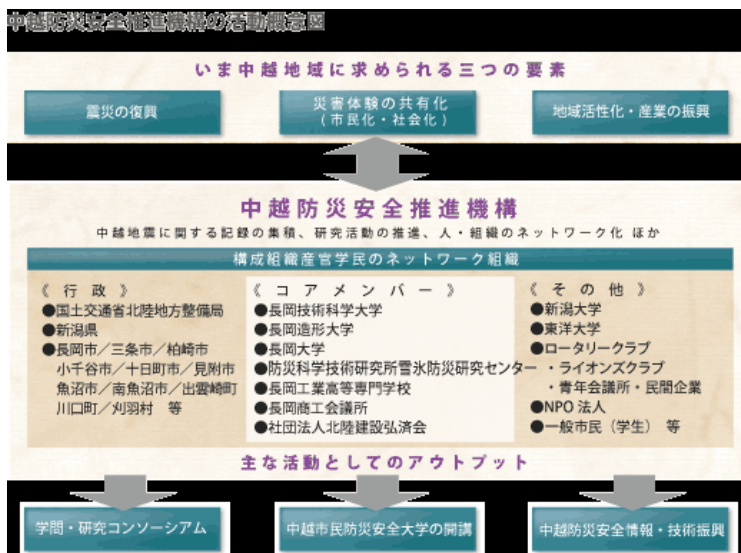 中越防災安全推進機構の活動概念図
いま中越地域に求められる三つの要素
震災の復興
災害体験の共有化
(市民化・社会化)
地域活性化・産業の振興
中越防災安全推進機構
中越地震に関する記録の集積、研究活動の推進、人・組織のネットワーク化 ほか
構成組織産官学民のネットワーク組織
《 行 政 》
●国土交通省北陸地方整備局
●新潟県
●長岡市／三条市／柏崎市
小千谷市／十日町市／見附市
魚沼市／南魚沼市／出雲崎町
川口町／刈羽村 等
《 コ ア メ ン バ ー 》
●長岡技術科学大学
●長岡造形大学
●長岡大学
●防災科学技術研究所雪氷防災研究センター
●長岡工業高等専門学校
●長岡商工会議所
●社団法人北陸建設弘済会
《 そ の 他 》
●新潟大学
●東洋大学
●ロータリークラブ
・ライオンズクラブ
・青年会議所・民間企業
●NPO 法人
●一般市民（学生） 等
主な活動としてのアウトプット
学問・研究コンソーシアム
中越市民防災安全大学の開講
中越防災安全情報・技術振興